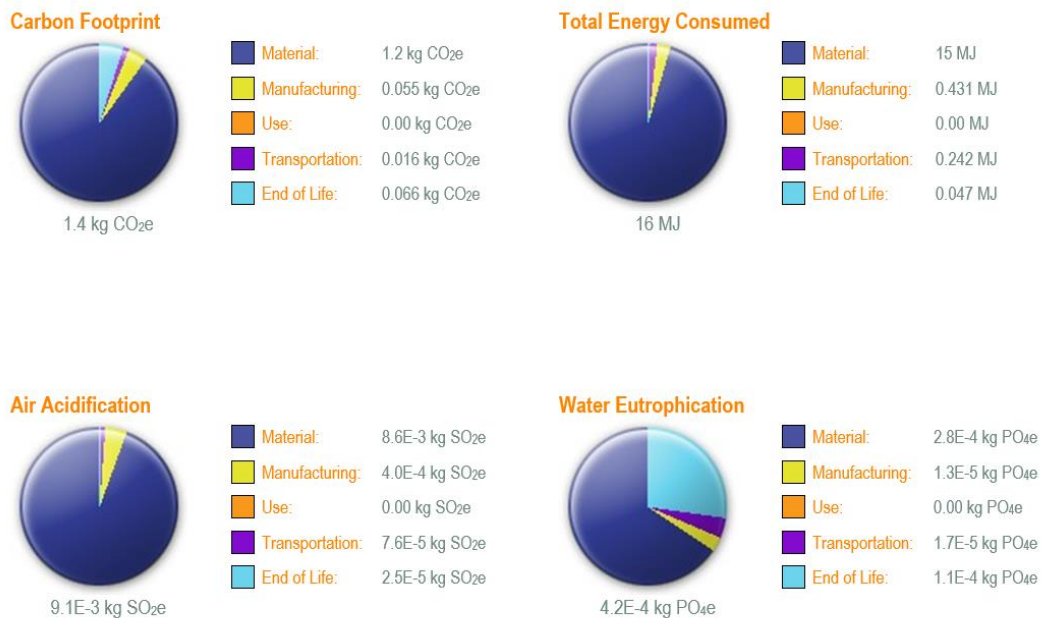 Carbon Footprint
Material: 1.2 kg CO₂e
Manufacturing: 0.055 kg CO₂e
Use: 0.00 kg CO₂e
Transportation: 0.016 kg CO₂e
End of Life: 0.066 kg CO₂e
1.4 kg CO₂e
Total Energy Consumed
Material: 15 MJ
Manufacturing: 0.431 MJ
Use: 0.00 MJ
Transportation: 0.242 MJ
End of Life: 0.047 MJ
16 MJ
Air Acidification
Material: 8.6E-3 kg SO₂e
Manufacturing: 4.0E-4 kg SO₂e
Use: 0.00 kg SO₂e
Transportation: 7.6E-5 kg SO₂e
End of Life: 2.5E-5 kg SO₂e
9.1E-3 kg SO₂e
Water Eutrophication
Material: 2.8E-4 kg PO₄e
Manufacturing: 1.3E-5 kg PO₄e
Use: 0.00 kg PO₄e
Transportation: 1.7E-5 kg PO₄e
End of Life: 1.1E-4 kg PO₄e
4.2E-4 kg PO₄e